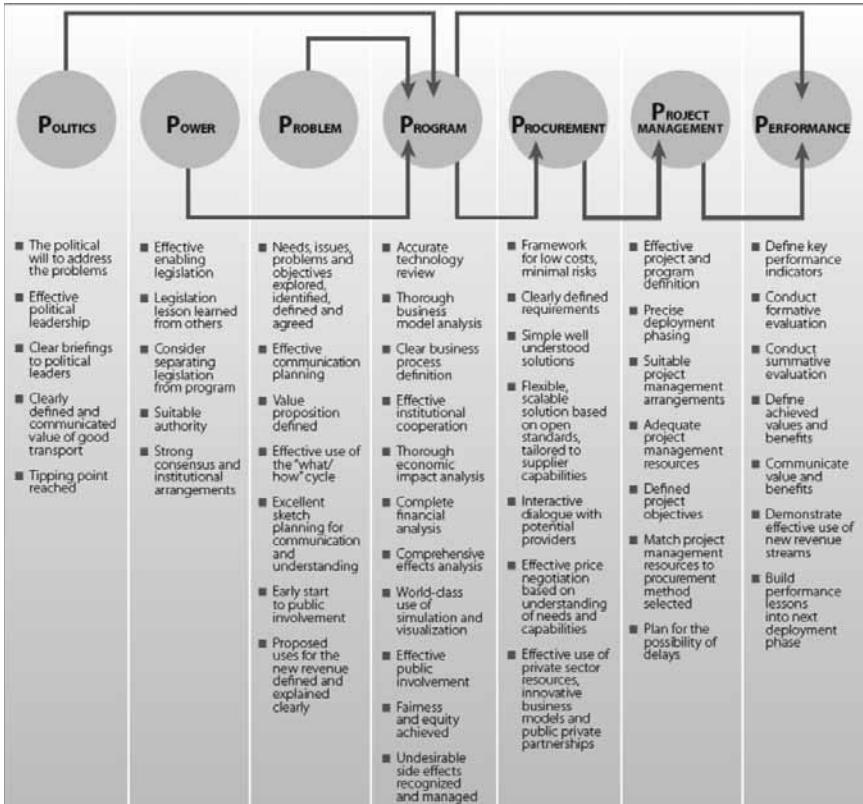 POLITICS
POWER
PROBLEM
PROGRAM
PROCUREMENT
PROJECT
MANAGEMENT
PERFORMANCE
■ The political
will to address
the problems
■ Effective
political
leadership
■ Clear briefings
to political
leaders
■ Clearly
defined and
communicated
value of good
transport
■ Tipping point
reached
■ Effective
enabling
legislation
■ Legislation
lesson learned
from others
■ Consider
separating
legislation
from program
■ Suitable
authority
■ Strong
consensus and
institutional
arrangements
■ Needs, issues,
problems and
objectives
explored,
identified,
defined and
agreed
■ Effective
communication
planning
■ Value
proposition
defined
■ Effective use of
the "what/
how" cycle
■ Excellent
sketch
planning for
communication
and
understanding
■ Early start
to public
involvement
■ Proposed
uses for the
new revenue
defined and
explained
clearly
■ Accurate
technology
review
■ Thorough
business
model analysis
■ Clear business
process
definition
■ Effective
institutional
cooperation
■ Thorough
economic
impact analysis
■ Complete
financial
analysis
■ Comprehensive
effects analysis
■ World-class
use of
simulation and
visualization
■ Effective
public
involvement
■ Fairness
and equity
achieved
■ Undesirable
side effects
recognized
and managed
■ Framework
for low costs,
minimal risks
■ Clearly defined
requirements
■ Simple well
understood
solutions
■ Flexible,
scalable
solution based
on open
standards,
tailored to
supplier
capabilities
■ Interactive
dialogue with
potential
providers
■ Effective price
negotiation
based on
understanding
of needs and
capabilities
■ Effective use of
private sector
resources,
innovative
business
models and
public private
partnerships
■ Effective
project and
program
definition
■ Precise
deployment
phasing
■ Suitable
project
management
arrangements
■ Adequate
project
management
resources
■ Defined
project
objectives
■ Match project
management
resources to
procurement
method
selected
■ Plan for the
possibility of
delays
■ Define key
performance
indicators
■ Conduct
formative
evaluation
■ Conduct
summative
evaluation
■ Define
achieved
values and
benefits
■ Communicate
value and
benefits
■ Demonstrate
effective use of
new revenue
streams
■ Build
performance
lessons
into next
deployment
phase